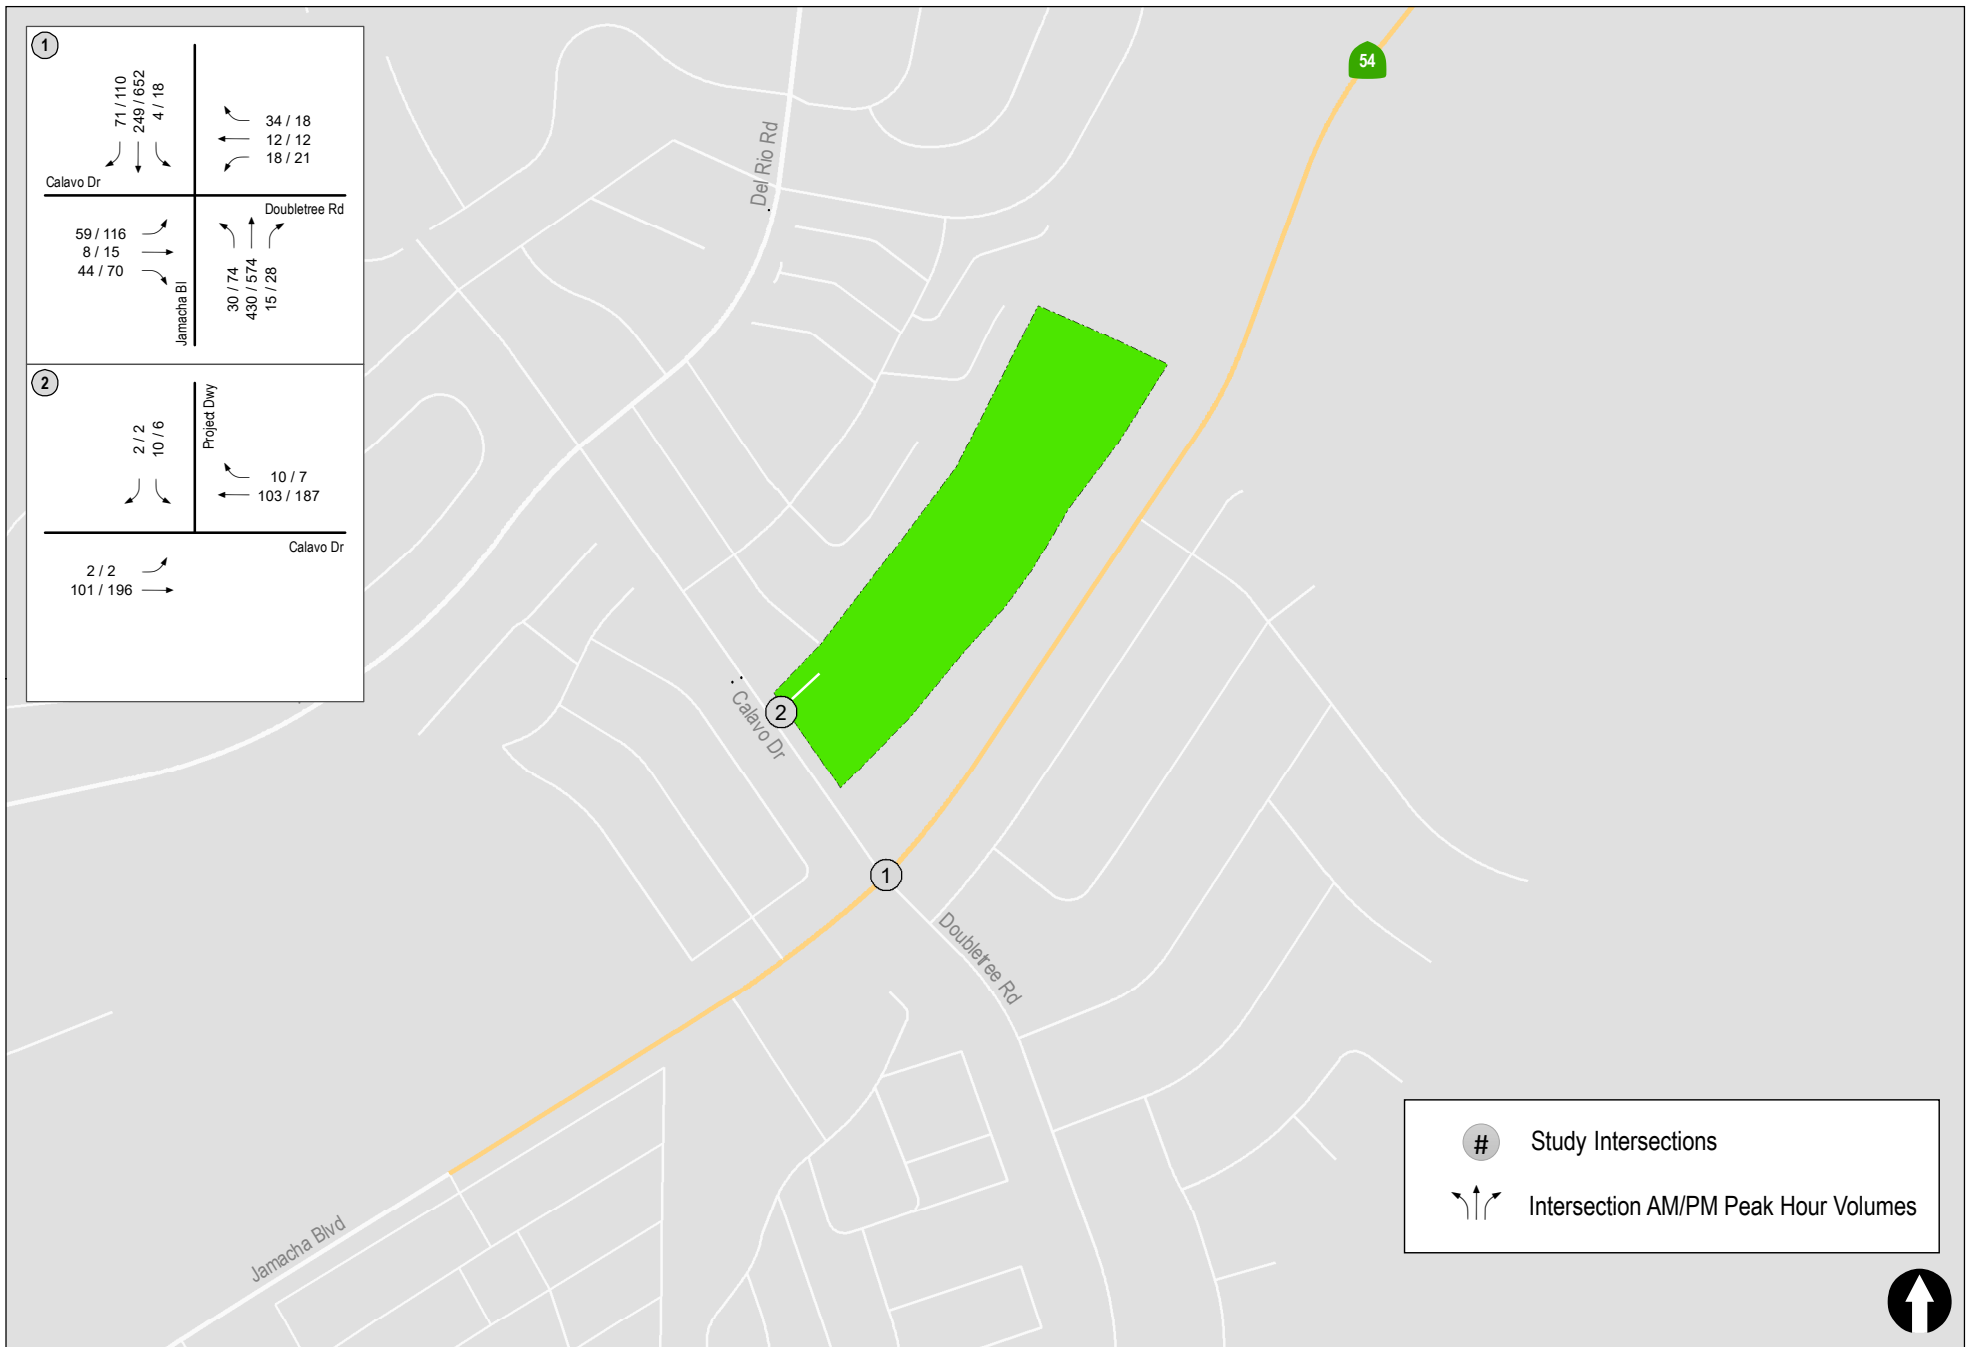 1
71 / 110
249 / 652
4 / 18
34 / 18
12 / 12
18 / 21
Calavo Dr
Doubletree Rd
59 / 116
8 / 15
44 / 70
Jamacha Bl
30 / 74
430 / 574
15 / 28
2
2 / 2
10 / 6
Project Dwy
10 / 7
103 / 187
Calavo Dr
2 / 2
101 / 196
54
Del Rio Rd
2
Calavo Dr
1
Doubletree Rd
Jamacha Blvd
# Study Intersections
Intersection AM/PM Peak Hour Volumes